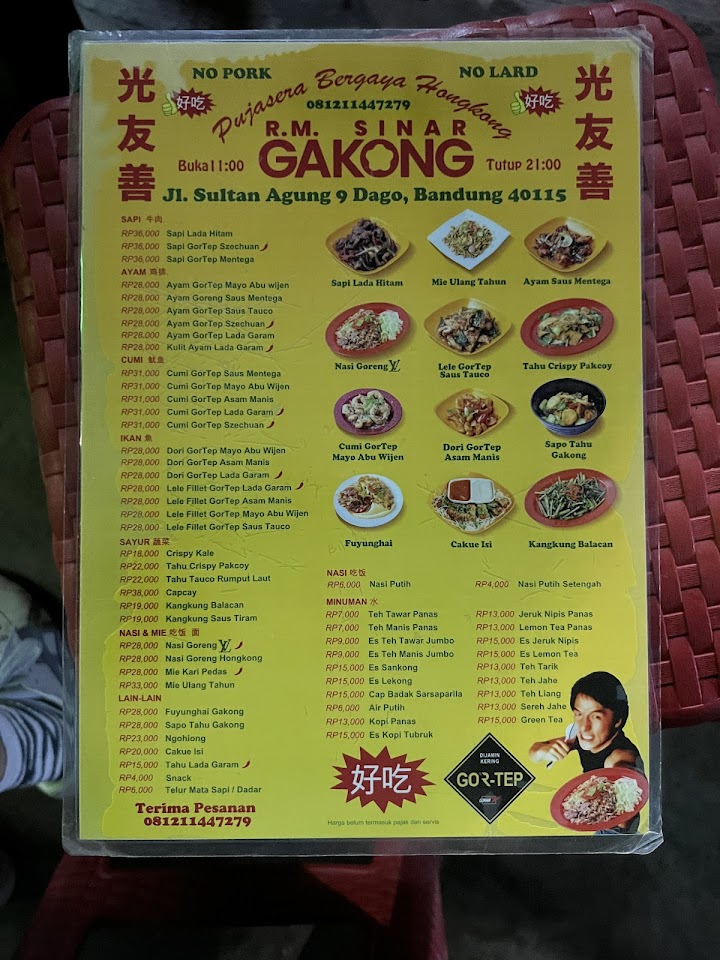 NO PORK
NO LARD
光友善
好吃
Pujasera Bergaya Hongkong
081211447279
好吃
光友善
R.M. SINAR
GAKONG
Buka 11:00
Tutup 21:00
Jl. Sultan Agung 9 Dago, Bandung 40115
SAPI 牛肉
RP36,000 Sapi Lada Hitam
RP36,000 Sapi GorTep Szechuan
RP36,000 Sapi GorTep Mentega
AYAM 鸡排
RP28,000 Ayam GorTep Mayo Abu wijen
RP28,000 Ayam Goreng Saus Mentega
RP28,000 Ayam GorTep Saus Tauco
RP28,000 Ayam GorTep Szechuan
RP28,000 Ayam GorTep Lada Garam
RP28,000 Kulit Ayam Lada Garam
CUMI 鱿鱼
RP31,000 Cumi GorTep Saus Mentega
RP31,000 Cumi GorTep Mayo Abu Wijen
RP31,000 Cumi GorTep Asam Manis
RP31,000 Cumi GorTep Lada Garam
RP31,000 Cumi GorTep Szechuan
IKAN 鱼
RP28,000 Dori GorTep Mayo Abu Wijen
RP28,000 Dori GorTep Asam Manis
RP28,000 Dori GorTep Lada Garam
RP28,000 Lele Fillet GorTep Lada Garam
RP28,000 Lele Fillet GorTep Asam Manis
RP28,000 Lele Fillet GorTep Mayo Abu Wijen
RP28,000 Lele Fillet GorTep Saus Tauco
SAYUR 蔬菜
RP18,000 Crispy Kale
RP22,000 Tahu Crispy Pakcoy
RP22,000 Tahu Tauco Rumput Laut
RP38,000 Capcay
RP19,000 Kangkung Balacan
RP19,000 Kangkung Saus Tiram
NASI & MIE 吃饭 面
RP28,000 Nasi Goreng LV
RP28,000 Nasi Goreng Hongkong
RP28,000 Mie Kari Pedas
RP33,000 Mie Ulang Tahun
LAIN-LAIN
RP28,000 Fuyunghai Gakong
RP28,000 Sapo Tahu Gakong
RP23,000 Ngohiong
RP20,000 Cakue Isi
RP15,000 Tahu Lada Garam
RP4,000 Snack
RP6,000 Telur Mata Sapi / Dadar
Terima Pesanan
081211447279
Sapi Lada Hitam
Mie Ulang Tahun
Ayam Saus Mentega
Nasi Goreng LV
Lele GorTep
Saus Tauco
Tahu Crispy Pakcoy
Cumi GorTep
Mayo Abu Wijen
Dori GorTep
Asam Manis
Sapo Tahu
Gakong
Fuyunghai
Cakue Isi
Kangkung Balacan
NASI 吃饭
RP6,000 Nasi Putih
RP4,000 Nasi Putih Setengah
MINUMAN 水
RP7,000 Teh Tawar Panas
RP7,000 Teh Manis Panas
RP9,000 Es Teh Tawar Jumbo
RP9,000 Es Teh Manis Jumbo
RP15,000 Es Sankong
RP15,000 Es Lekong
RP15,000 Cap Badak Sarsaparila
RP6,000 Air Putih
RP13,000 Kopi Panas
RP15,000 Es Kopi Tubruk
RP13,000 Jeruk Nipis Panas
RP13,000 Lemon Tea Panas
RP15,000 Es Jeruk Nipis
RP15,000 Es Lemon Tea
RP13,000 Teh Tarik
RP13,000 Teh Jahe
RP13,000 Teh Liang
RP13,000 Sereh Jahe
RP15,000 Green Tea
好吃
DIJAMIN
KERING
GOR-TEP
Harga belum termasuk pajak dan servis